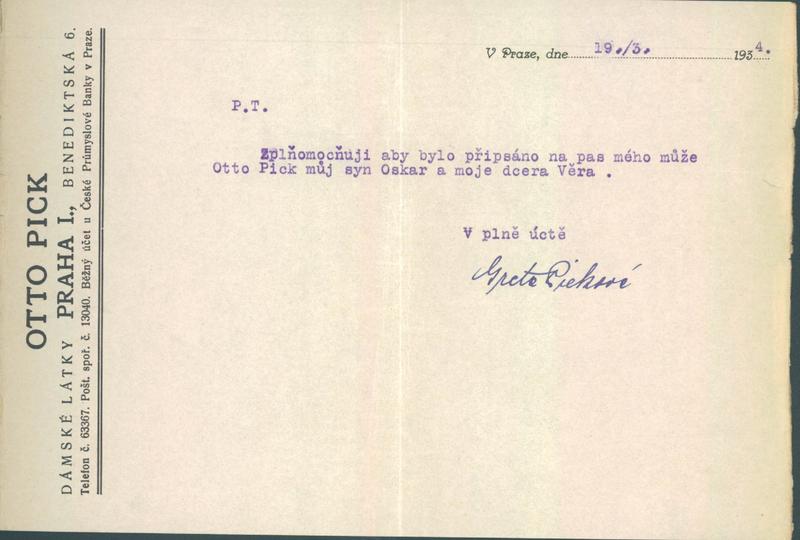 OTTO PICK
DÁMSKÉ LÁTKY PRAHA I., BENEDIKTSKÁ 6.
Telefon č. 63367. Pošt. spoř. č. 13040. Běžný účet u České Průmyslové Banky v Praze.
V Praze, dne 19./3. 1934.
P.T.
Zplňomocňuji aby bylo připsáno na pas mého může
Otto Pick můj syn Oskar a moje dcera Věra .
V plně úctě
Greta Picková